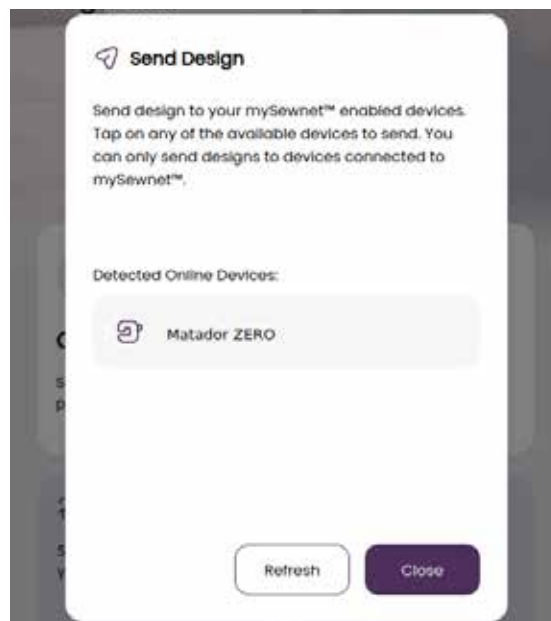 Send Design
Send design to your mySewnet™ enabled devices.
Tap on any of the available devices to send. You
can only send designs to devices connected to
mySewnet™.
Detected Online Devices:
Matador ZERO
Refresh
Close